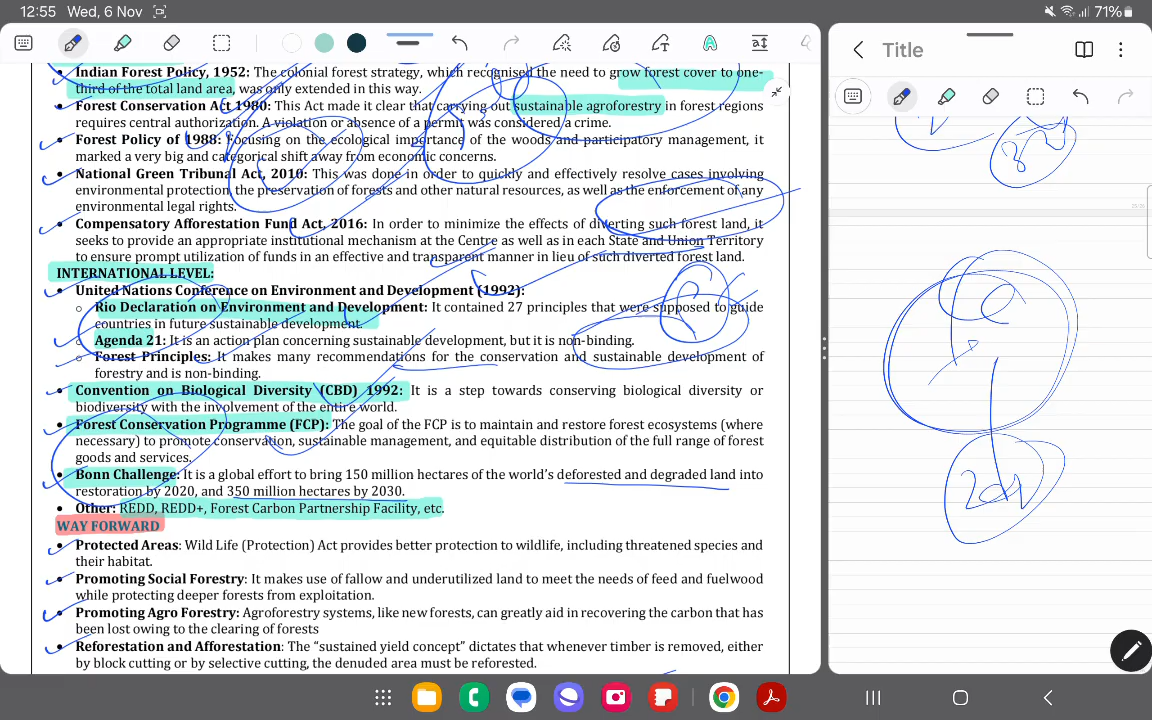 12:55 Wed, 6 Nov
71%
Title
Indian Forest Policy, 1952: The colonial forest strategy, which recognised the need to grow forest cover to one-
third of the total land area, was only extended in this way.
Forest Conservation Act 1980: This Act made it clear that carrying out sustainable agroforestry in forest regions
requires central authorization. A violation or absence of a permit was considered a crime.
Forest Policy of 1988: Focusing on the ecological importance of the woods and participatory management, it
marked a very big and categorical shift away from economic concerns.
National Green Tribunal Act, 2010: This was done in order to quickly and effectively resolve cases involving
environmental protection, the preservation of forests and other natural resources, as well as the enforcement of any
environmental legal rights.
Compensatory Afforestation Fund Act, 2016: In order to minimize the effects of diverting such forest land, it
seeks to provide an appropriate institutional mechanism at the Centre as well as in each State and Union Territory
to ensure prompt utilization of funds in an effective and transparent manner in lieu of such diverted forest land.
INTERNATIONAL LEVEL:
United Nations Conference on Environment and Development (1992):
Rio Declaration on Environment and Development: It contained 27 principles that were supposed to guide
countries in future sustainable development.
Agenda 21: It is an action plan concerning sustainable development, but it is non-binding.
Forest Principles: It makes many recommendations for the conservation and sustainable development of
forestry and is non-binding.
Convention on Biological Diversity (CBD) 1992: It is a step towards conserving biological diversity or
biodiversity with the involvement of the entire world.
Forest Conservation Programme (FCP): The goal of the FCP is to maintain and restore forest ecosystems (where
necessary) to promote conservation, sustainable management, and equitable distribution of the full range of forest
goods and services.
Bonn Challenge: It is a global effort to bring 150 million hectares of the world's deforested and degraded land into
restoration by 2020, and 350 million hectares by 2030.
Other: REDD, REDD+, Forest Carbon Partnership Facility, etc.
WAY FORWARD
Protected Areas: Wild Life (Protection) Act provides better protection to wildlife, including threatened species and
their habitat.
Promoting Social Forestry: It makes use of fallow and underutilized land to meet the needs of feed and fuelwood
while protecting deeper forests from exploitation.
Promoting Agro Forestry: Agroforestry systems, like new forests, can greatly aid in recovering the carbon that has
been lost owing to the clearing of forests
Reforestation and Afforestation: The “sustained yield concept” dictates that whenever timber is removed, either
by block cutting or by selective cutting, the denuded area must be reforested.